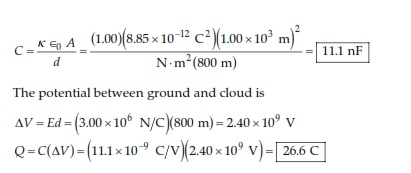 C = κ ∈₀ A / d = (1.00)(8.85 × 10⁻¹² C²)(1.00 × 10³ m)² / N·m² (800 m) = 11.1 nF
The potential between ground and cloud is
ΔV = Ed = (3.00 × 10⁶ N/C)(800 m) = 2.40 × 10⁹ V
Q = C(ΔV) = (11.1 × 10⁻⁹ C/V)(2.40 × 10⁹ V) = 26.6 C